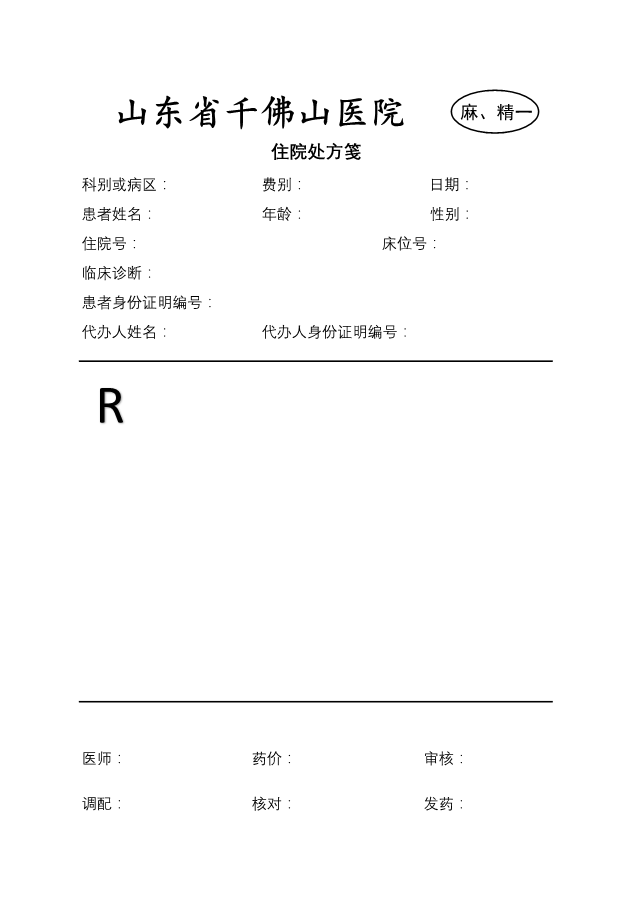 山东省千佛山医院 麻、精一
住院处方笺
科别或病区： 费别： 日期：
患者姓名： 年龄： 性别：
住院号： 床位号：
临床诊断：
患者身份证明编号：
代办人姓名： 代办人身份证明编号：
R
医师： 药价： 审核：
调配： 核对： 发药：